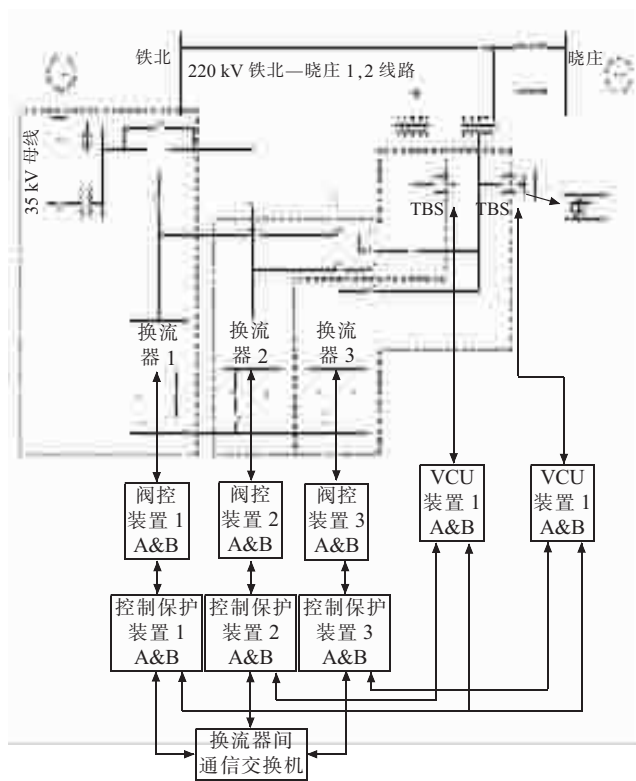 铁北
220 kV 铁北—晓庄 1,2 线路
晓庄
35 kV 母线
TBS
TBS
换流
器 1
换流
器 2
换流
器 3
阀控
装置 1
A&B
阀控
装置 2
A&B
阀控
装置 3
A&B
VCU
装置 1
A&B
VCU
装置 1
A&B
控制保护
装置 1
A&B
控制保护
装置 2
A&B
控制保护
装置 3
A&B
换流器间
通信交换机